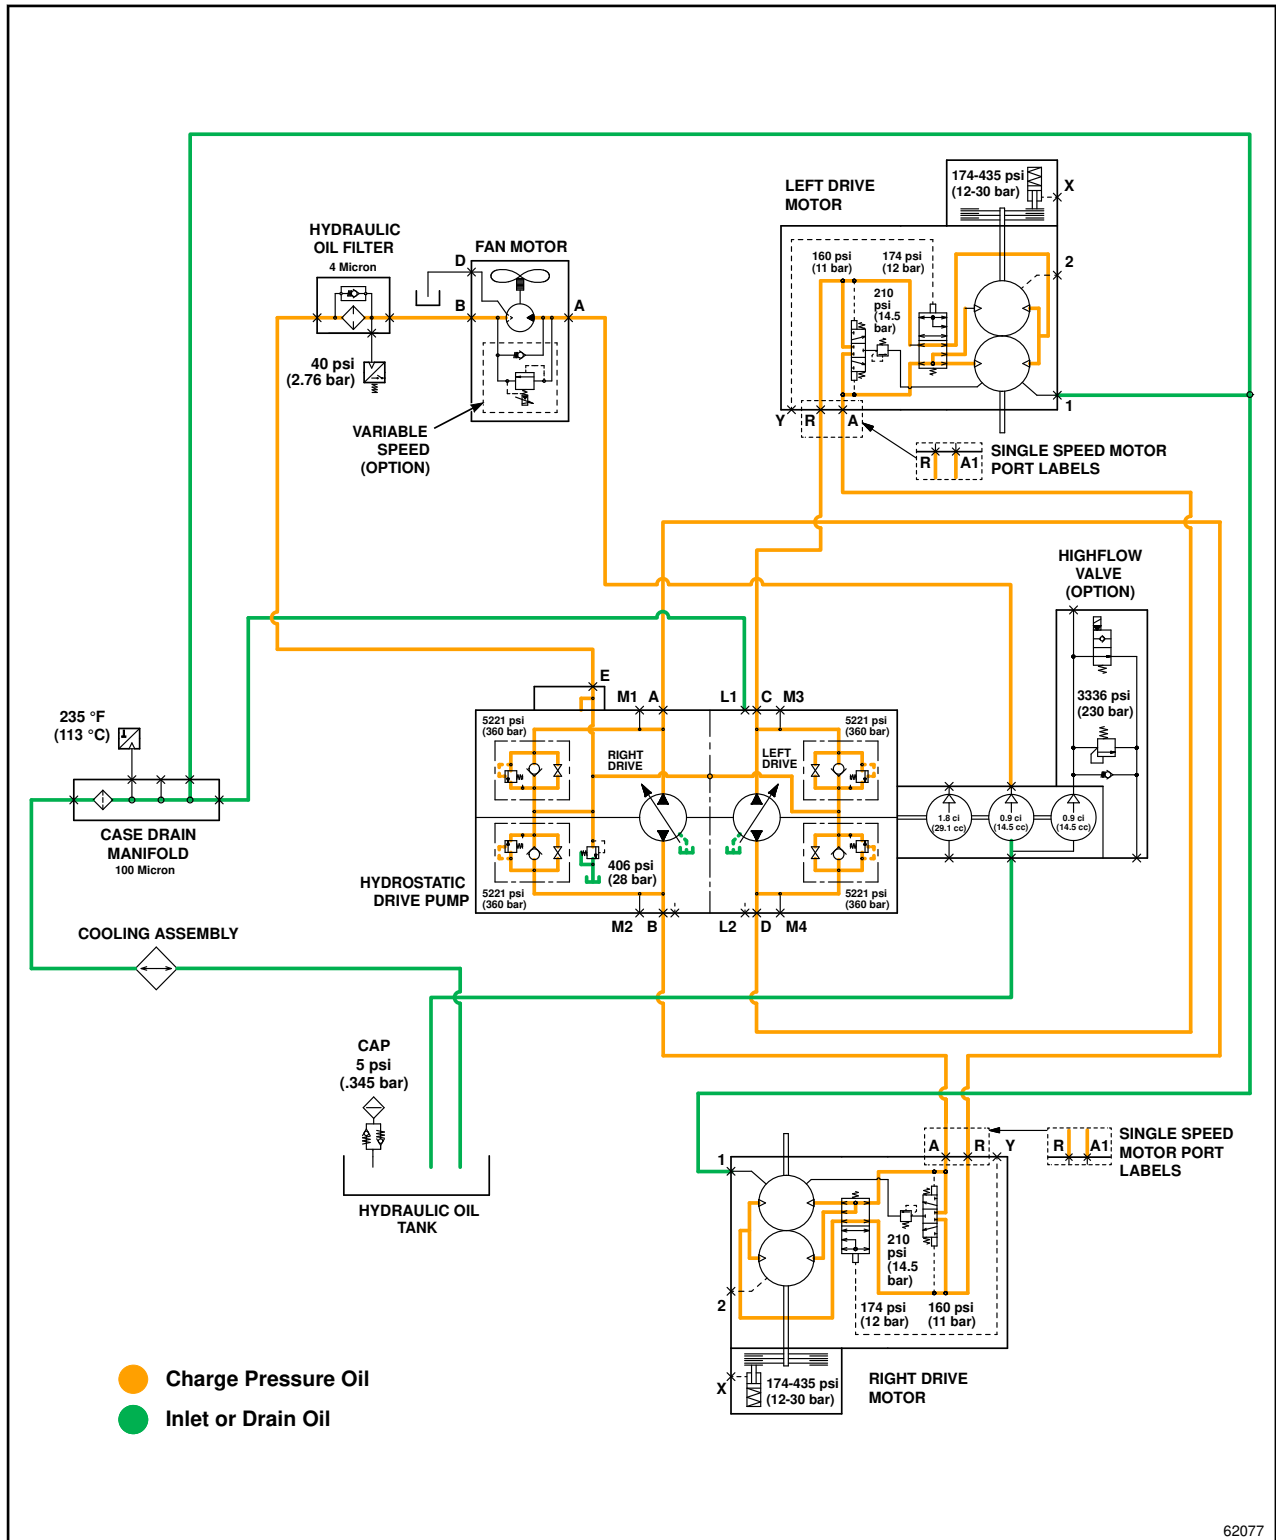 174-435 psi
(12-30 bar)
X
LEFT DRIVE
MOTOR
HYDRAULIC
OIL FILTER
4 Micron
FAN MOTOR
D
B
A
160 psi
(11 bar)
174 psi
(12 bar)
2
210
psi
(14.5
bar)
40 psi
(2.76 bar)
1
Y
R
A
VARIABLE
SPEED
(OPTION)
R
A1
SINGLE SPEED MOTOR
PORT LABELS
HIGHFLOW
VALVE
(OPTION)
E
M1
A
L1
C
M3
3336 psi
(230 bar)
235 °F
(113 °C)
5221 psi
(360 bar)
RIGHT
DRIVE
LEFT
DRIVE
5221 psi
(360 bar)
1.8 ci
(29.1 cc)
0.9 ci
(14.5 cc)
0.9 ci
(14.5 cc)
CASE DRAIN
MANIFOLD
100 Micron
406 psi
(28 bar)
HYDROSTATIC
DRIVE PUMP
5221 psi
(360 bar)
5221 psi
(360 bar)
M2
B
L2
D
M4
COOLING ASSEMBLY
CAP
5 psi
(.345 bar)
HYDRAULIC OIL
TANK
A
R
Y
R
A1
SINGLE SPEED
MOTOR PORT
LABELS
1
210
psi
(14.5
bar)
2
174 psi
(12 bar)
160 psi
(11 bar)
X
174-435 psi
(12-30 bar)
RIGHT DRIVE
MOTOR
Charge Pressure Oil
Inlet or Drain Oil
62077